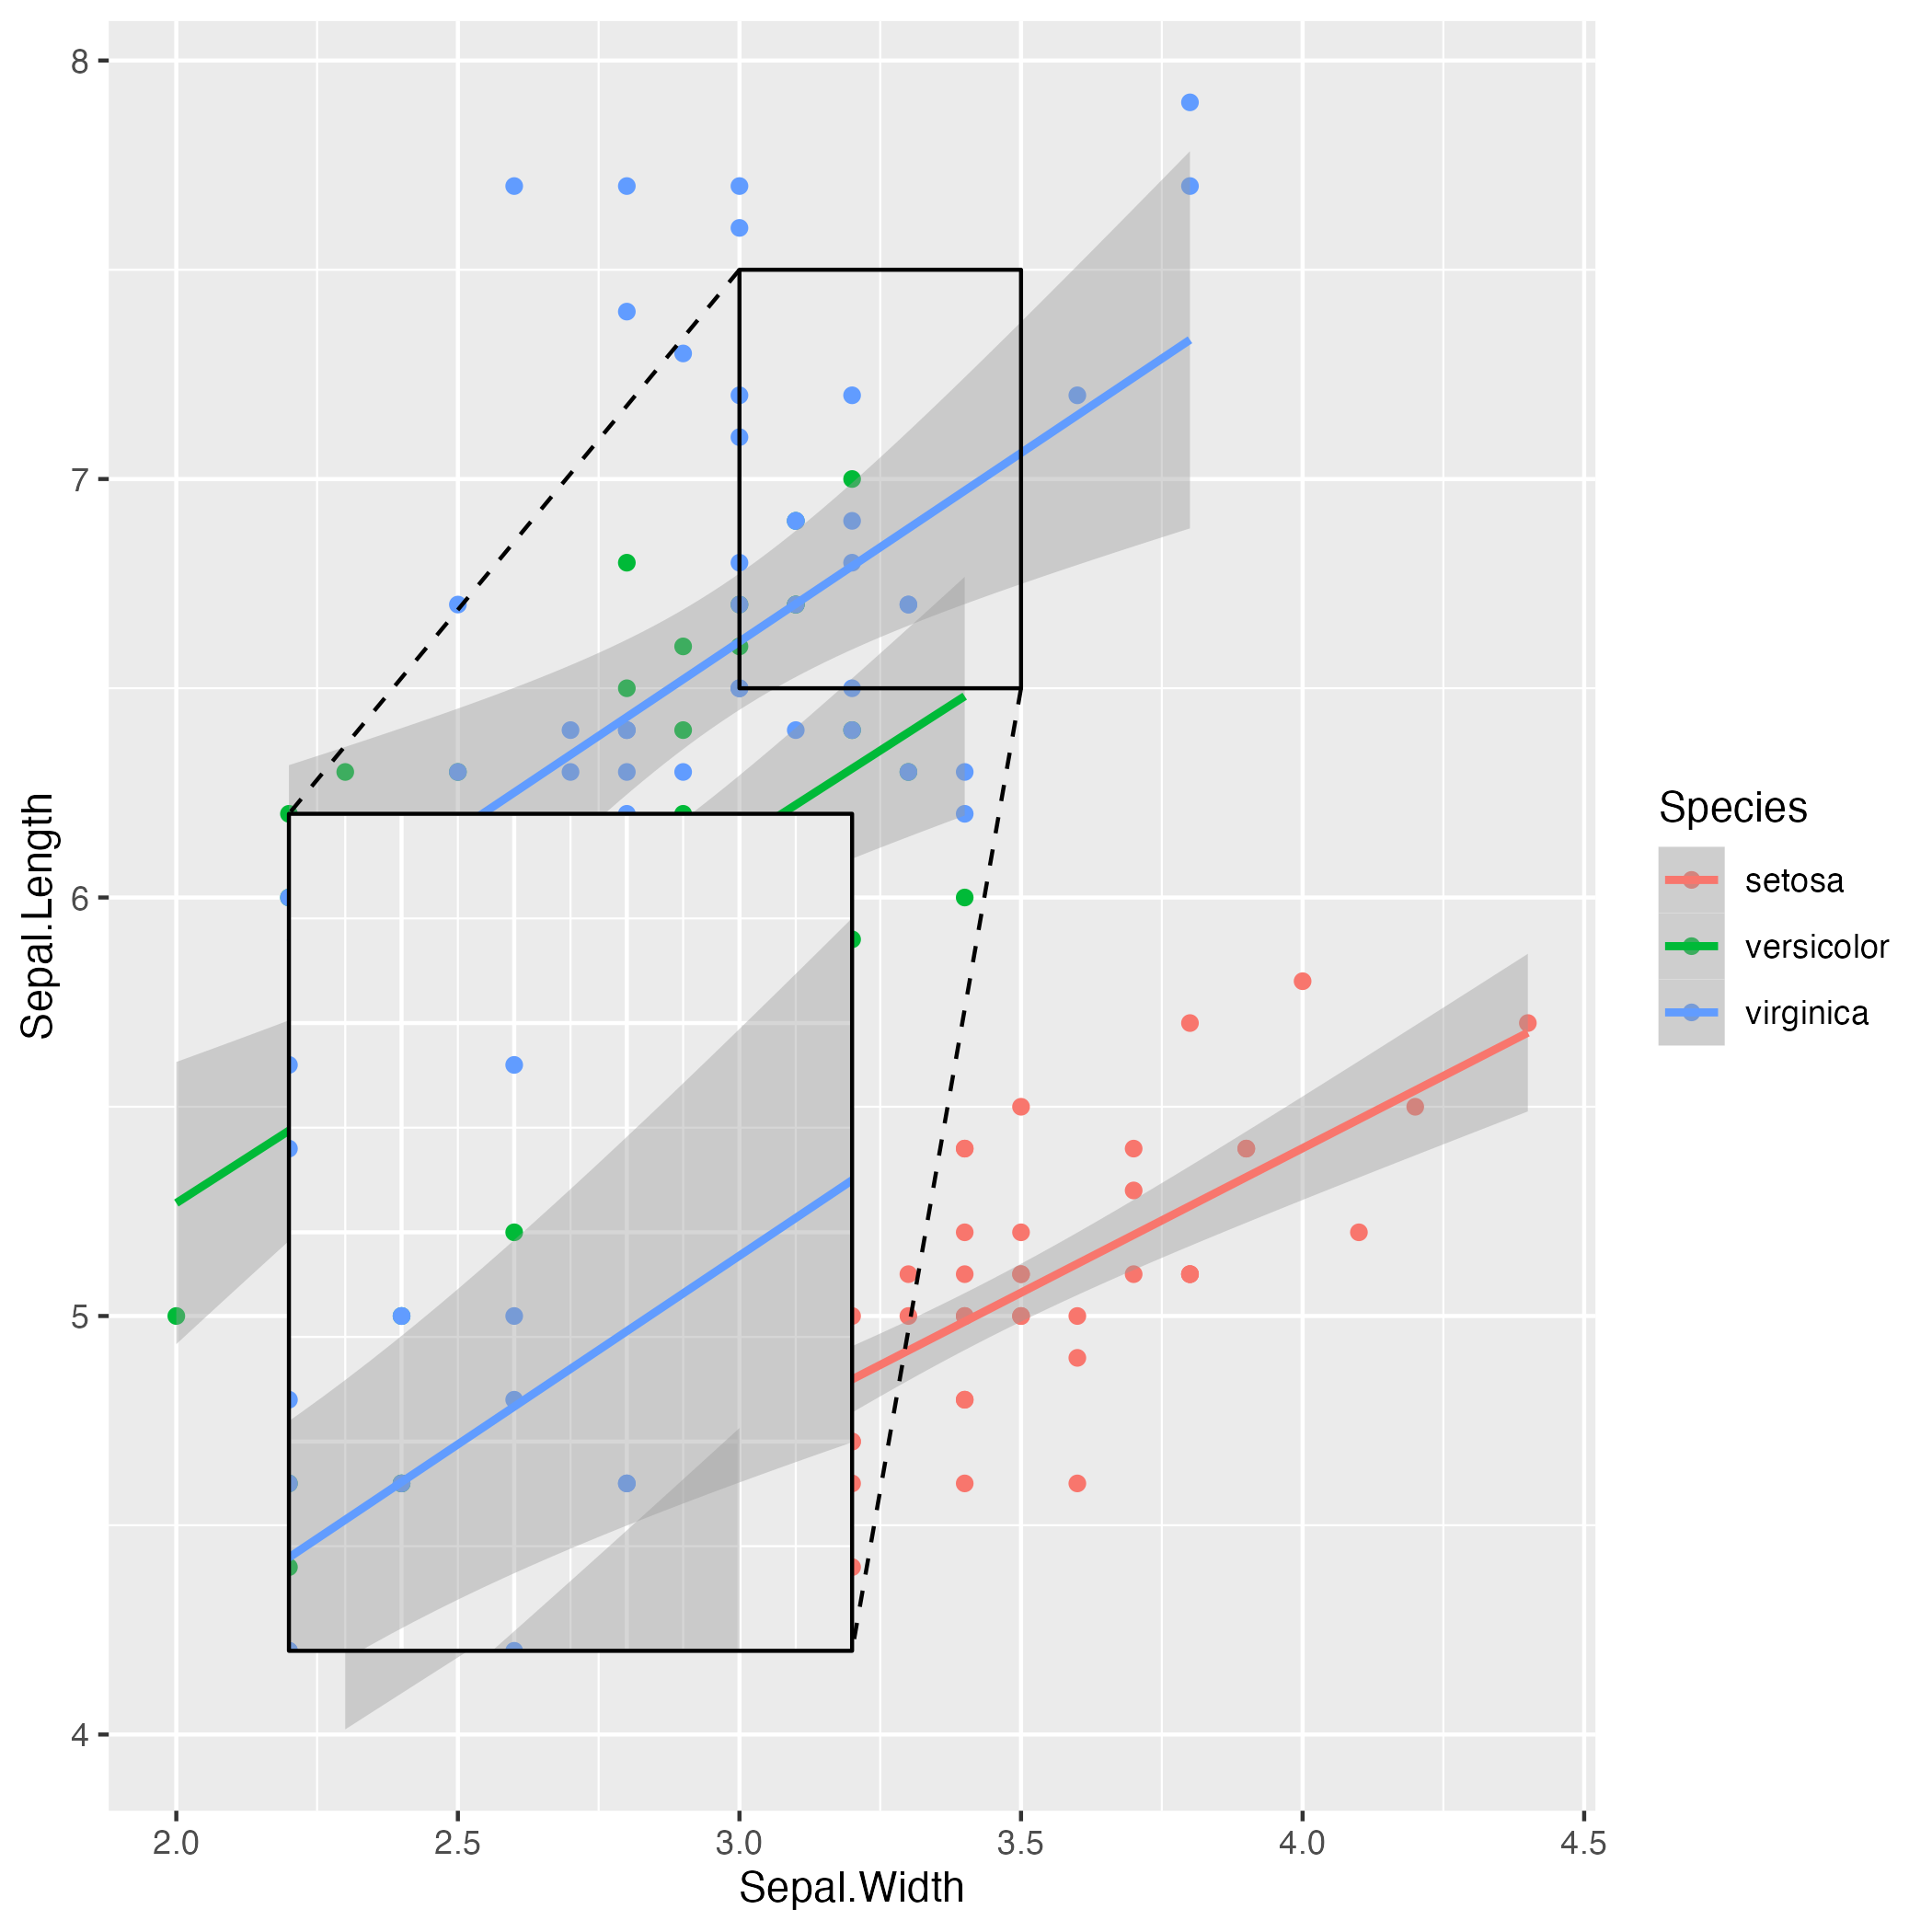 8
7
6
5
4
Sepal.Length
2.0 2.5 3.0 3.5 4.0 4.5
Sepal.Width
Species
setosa
versicolor
virginica